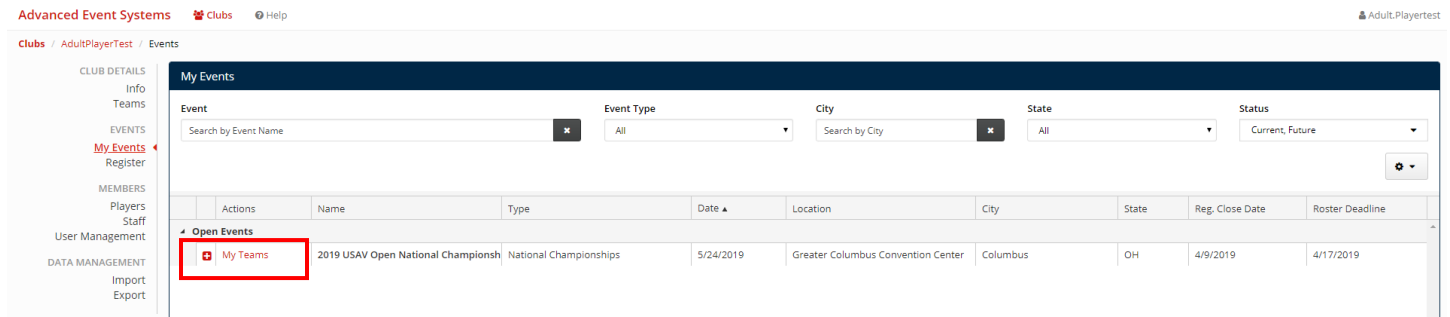 Advanced Event Systems Clubs Help Adult.Playertest
Clubs / AdultPlayerTest / Events
CLUB DETAILS
Info
Teams
EVENTS
My Events
Register
MEMBERS
Players
Staff
User Management
DATA MANAGEMENT
Import
Export
My Events
Event Event Type City State Status
Search by Event Name All Search by City All Current, Future
Actions Name Type Date Location City State Reg. Close Date Roster Deadline
Open Events
My Teams 2019 USAV Open National Championsh National Championships 5/24/2019 Greater Columbus Convention Center Columbus OH 4/9/2019 4/17/2019